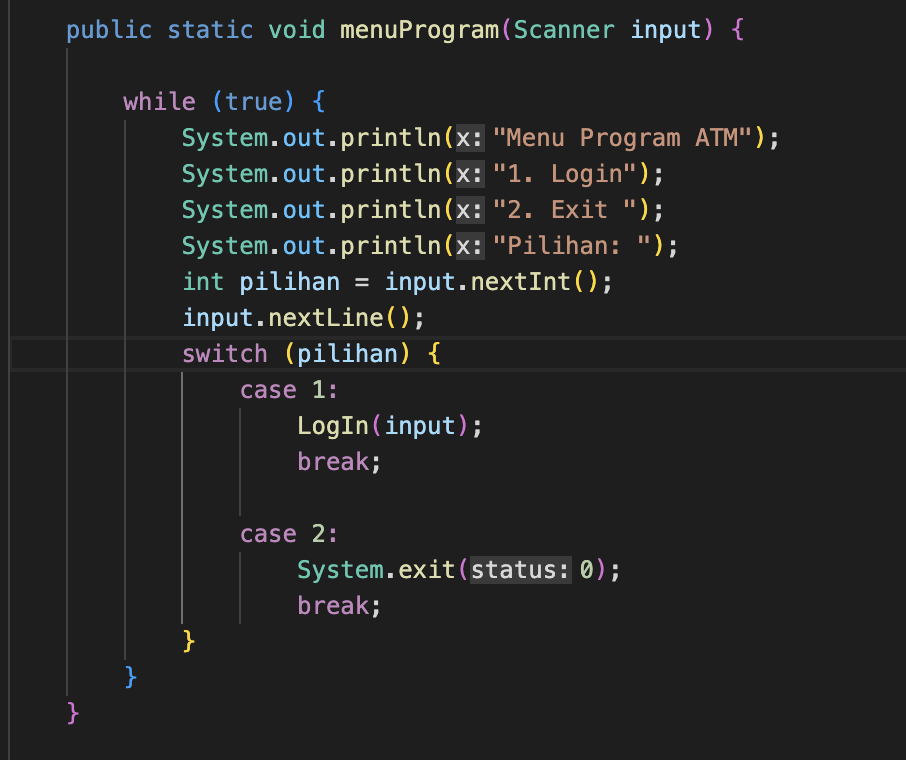 public static void menuProgram(Scanner input) {
while (true) {
System.out.println(x: "Menu Program ATM");
System.out.println(x: "1. Login");
System.out.println(x: "2. Exit ");
System.out.println(x: "Pilihan: ");
int pilihan = input.nextInt();
input.nextLine();
switch (pilihan) {
case 1:
LogIn(input);
break;
case 2:
System.exit(status: 0);
break;
}
}
}